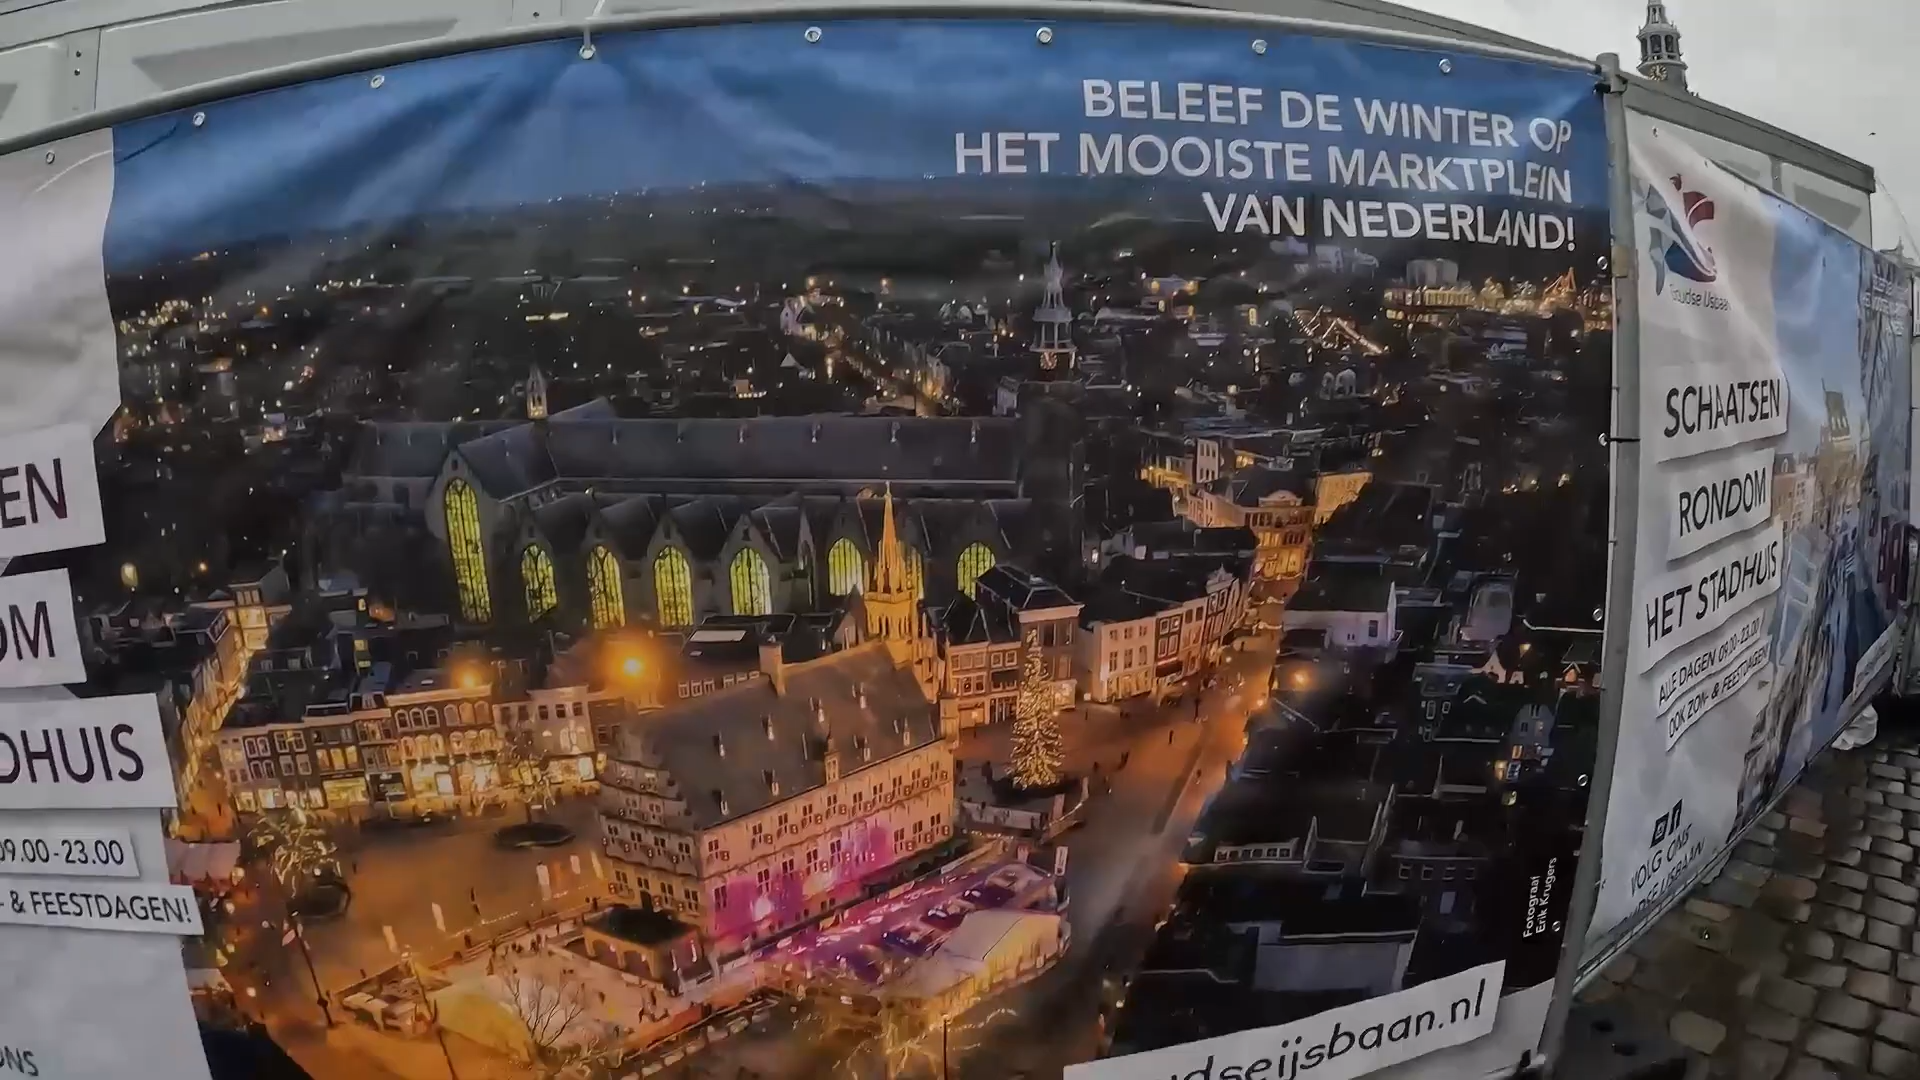 BELEEF DE WINTER OP
HET MOOISTE MARKTPLEIN
VAN NEDERLAND!
EN
OM
DHUIS
09.00-23.00
- & FEESTDAGEN!
ONS
Fotograaf
Erik Krugers
dseijsbaan.nl
Goudse IJsbaan
SCHAATSEN
RONDOM
HET STADHUIS
ALLE DAGEN 09.00-23.00
OOK ZON- & FEESTDAGEN!
VOLG ONS